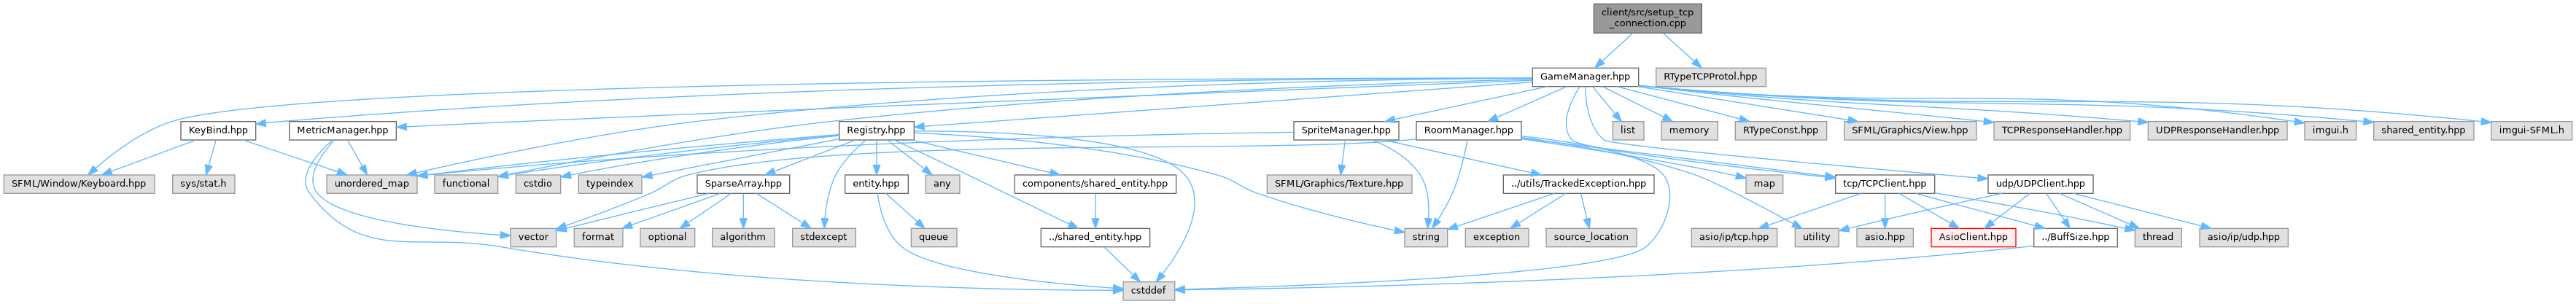 client/src/setup_tcp
_connection.cpp
GameManager.hpp
RTypeTCPProtol.hpp
KeyBind.hpp
MetricManager.hpp
Registry.hpp
SpriteManager.hpp
RoomManager.hpp
list
memory
RTypeConst.hpp
SFML/Graphics/View.hpp
TCPResponseHandler.hpp
UDPResponseHandler.hpp
imgui.h
shared_entity.hpp
imgui-SFML.h
SFML/Window/Keyboard.hpp
sys/stat.h
unordered_map
functional
cstdio
typeindex
SparseArray.hpp
entity.hpp
any
components/shared_entity.hpp
SFML/Graphics/Texture.hpp
../utils/TrackedException.hpp
map
tcp/TCPClient.hpp
udp/UDPClient.hpp
vector
format
optional
algorithm
stdexcept
queue
../shared_entity.hpp
string
exception
source_location
asio/ip/tcp.hpp
utility
asio.hpp
AsioClient.hpp
../BuffSize.hpp
thread
asio/ip/udp.hpp
cstddef